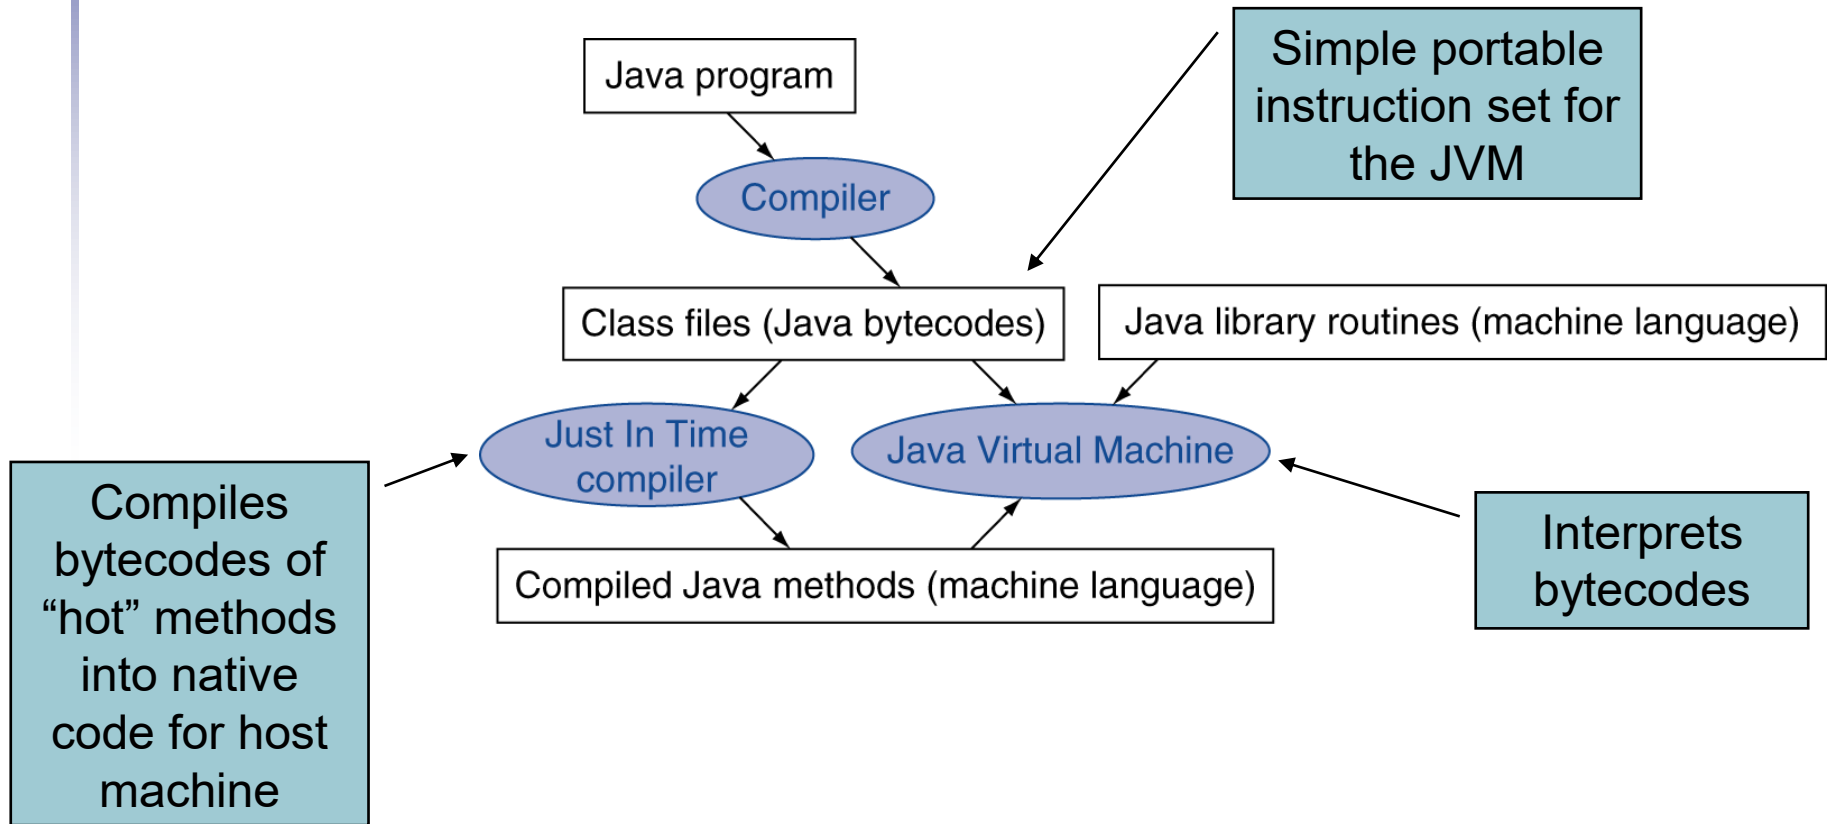 Java program
Simple portable
instruction set for
the JVM
Compiler
Class files (Java bytecodes)
Java library routines (machine language)
Just In Time
compiler
Java Virtual Machine
Compiles
bytecodes of
“hot” methods
into native
code for host
machine
Interprets
bytecodes
Compiled Java methods (machine language)